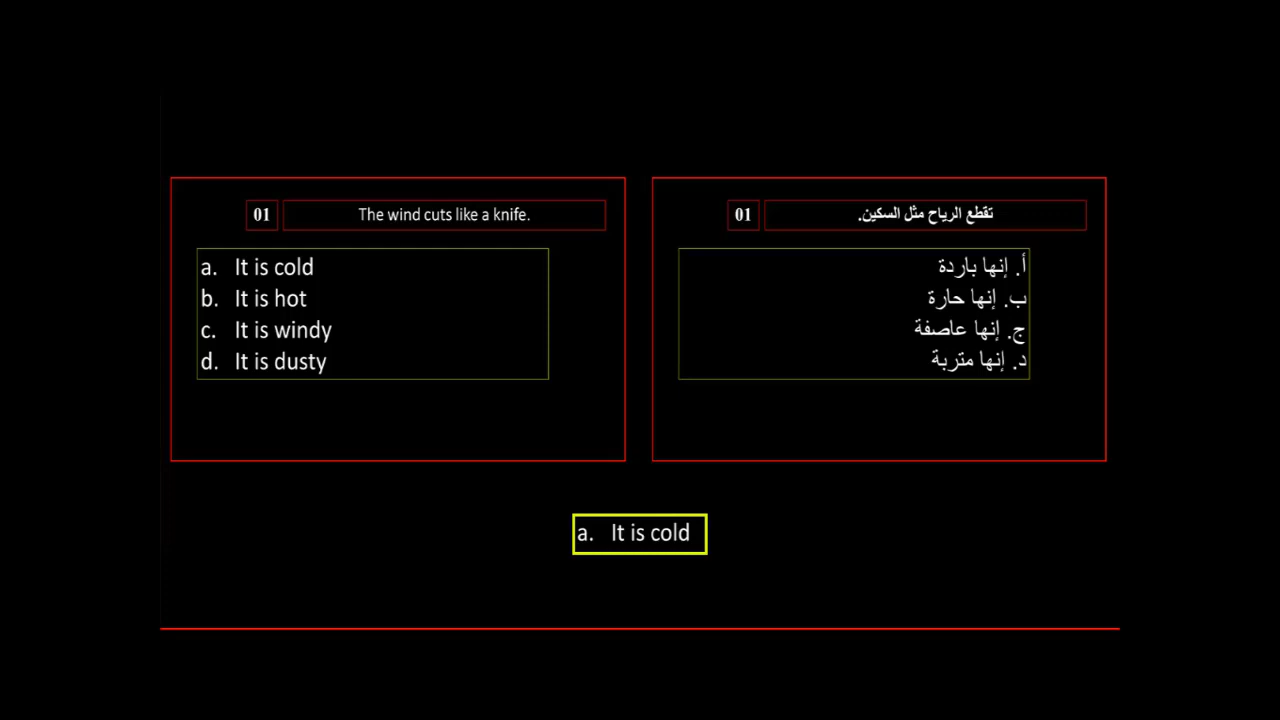 01 The wind cuts like a knife.
a. It is cold
b. It is hot
c. It is windy
d. It is dusty
01 تقطع الرياح مثل السكين.
أ. إنها باردة
ب. إنها حارة
ج. إنها عاصفة
د. إنها متربة
a. It is cold